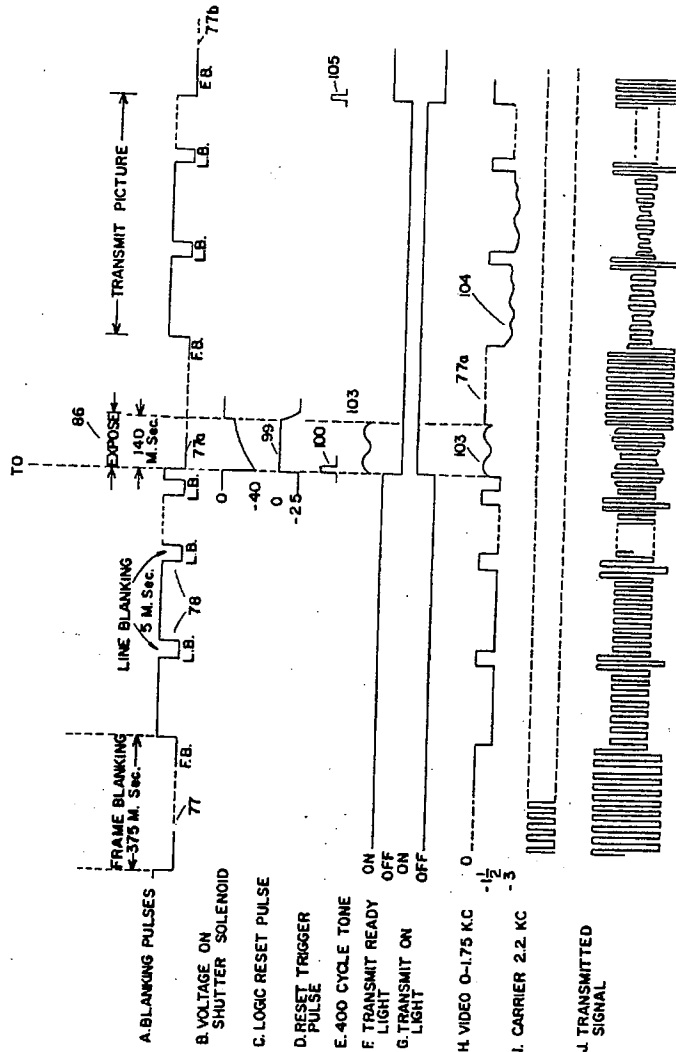 TO
86
FRAME BLANKING
375 M. Sec.
LINE BLANKING
5 M. Sec.
EXPOSE
140
M. Sec.
TRANSMIT PICTURE
77
F.B.
L.B.
78
L.B.
L.B.
77a
F.B.
L.B.
L.B.
F.B.
77b
A.BLANKING PULSES
B. VOLTAGE ON
SHUTTER SOLENOID
0
-40
C. LOGIC RESET PULSE
0
-25
99
D.RESET TRIGGER
PULSE
100
105
E.400 CYCLE TONE
103
F. TRANSMIT READY
LIGHT
ON
OFF
G.TRANSMIT ON
LIGHT
ON
OFF
H. VIDEO 0-1.75 K.C
0
-1 1/2
-3
103
77a
104
I. CARRIER 2.2 KC
J. TRANSMITTED
SIGNAL